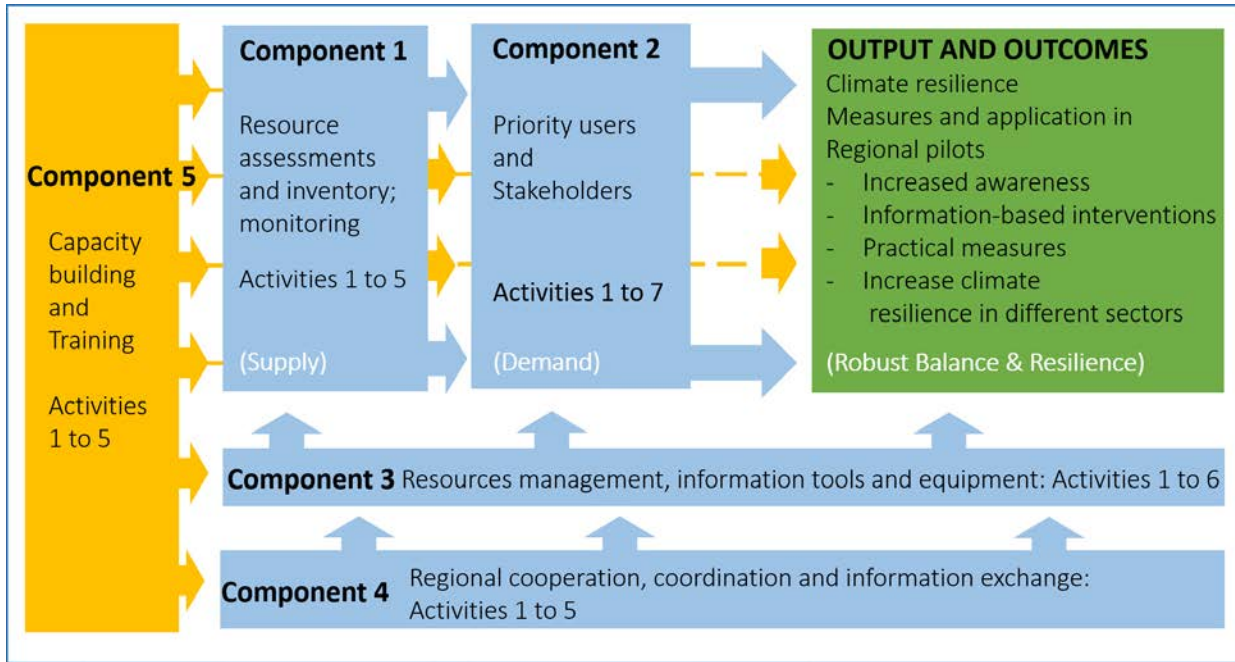 Component 5
Capacity
building
and
Training
Activities
1 to 5
Component 1
Resource
assessments
and inventory;
monitoring
Activities 1 to 5
(Supply)
Component 2
Priority users
and
Stakeholders
Activities 1 to 7
(Demand)
OUTPUT AND OUTCOMES
Climate resilience
Measures and application in
Regional pilots
- Increased awareness
- Information-based interventions
- Practical measures
- Increase climate
resilience in different sectors
(Robust Balance & Resilience)
Component 3 Resources management, information tools and equipment: Activities 1 to 6
Component 4 Regional cooperation, coordination and information exchange:
Activities 1 to 5